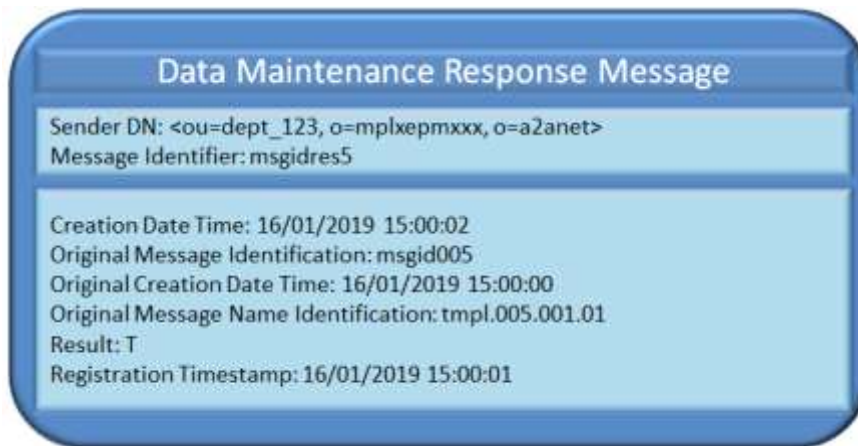 Data Maintenance Response Message
Sender DN: <ou=dept_123, o=mplxepmxxx, o=a2anet>
Message Identifier: msgidres5
Creation Date Time: 16/01/2019 15:00:02
Original Message Identification: msgid005
Original Creation Date Time: 16/01/2019 15:00:00
Original Message Name Identification: tmpl.005.001.01
Result: T
Registration Timestamp: 16/01/2019 15:00:01